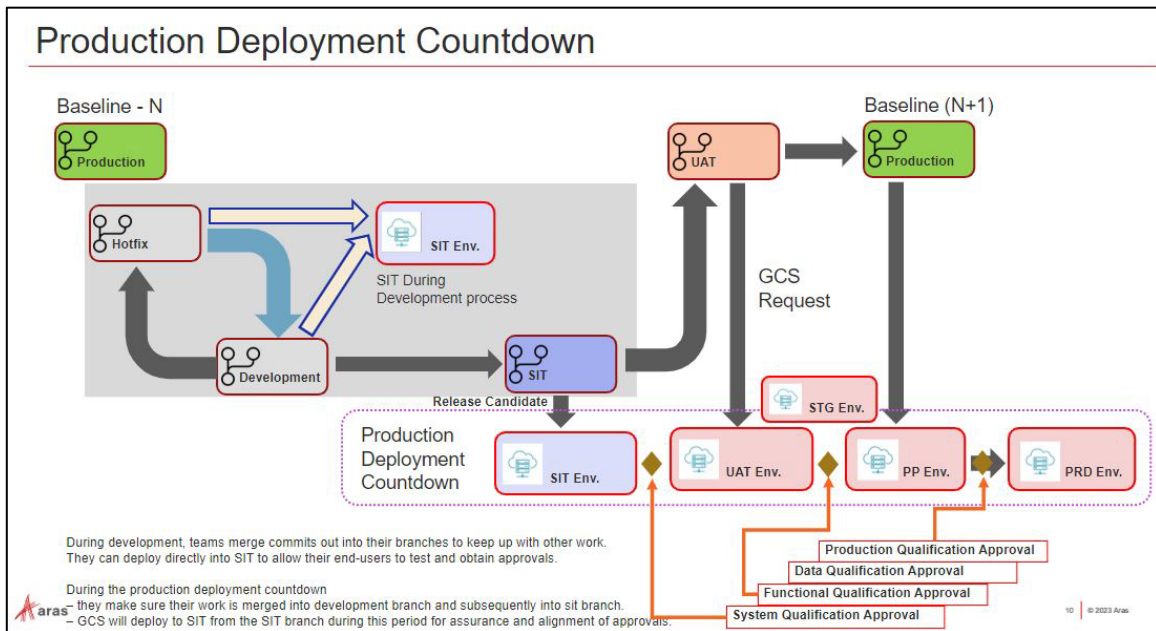 Production Deployment Countdown
Baseline - N
Production
Hotfix
SIT Env.
SIT During
Development process
Development
SIT
Release Candidate
UAT
Baseline (N+1)
Production
GCS
Request
STG Env.
Production
Deployment
Countdown
SIT Env.
UAT Env.
PP Env.
PRD Env.
Production Qualification Approval
Data Qualification Approval
Functional Qualification Approval
System Qualification Approval
During development, teams merge commits out into their branches to keep up with other work.
They can deploy directly into SIT to allow their end-users to test and obtain approvals.
During the production deployment countdown
– they make sure their work is merged into development branch and subsequently into sit branch.
– GCS will deploy to SIT from the SIT branch during this period for assurance and alignment of approvals.
aras
10 © 2023 Aras